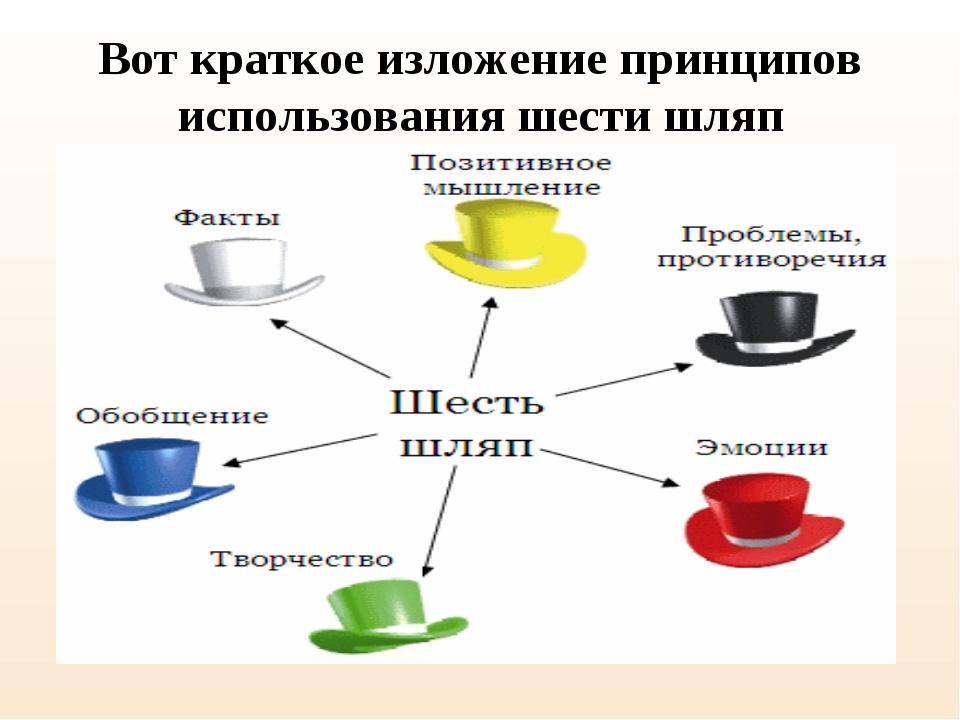 Вот краткое изложение принципов
использования шести шляп
Позитивное
мышление
Факты
Проблемы,
противоречия
Шесть
шляп
Обобщение
Эмоции
Творчество